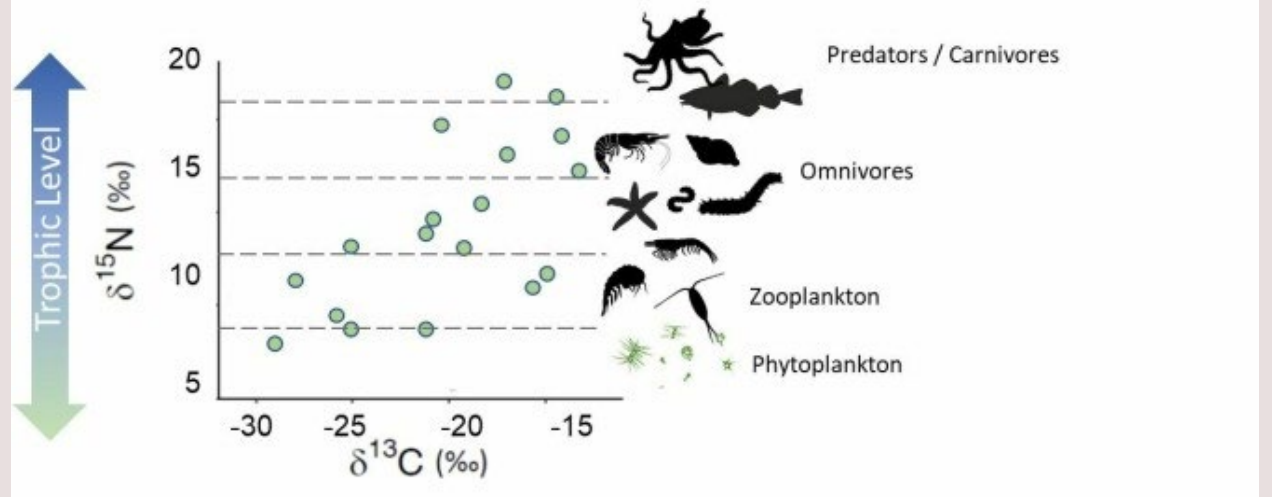 Trophic Level
δ¹⁵N (‰)
20
15
10
5
-30 -25 -20 -15
δ¹³C (‰)
Predators / Carnivores
Omnivores
Zooplankton
Phytoplankton